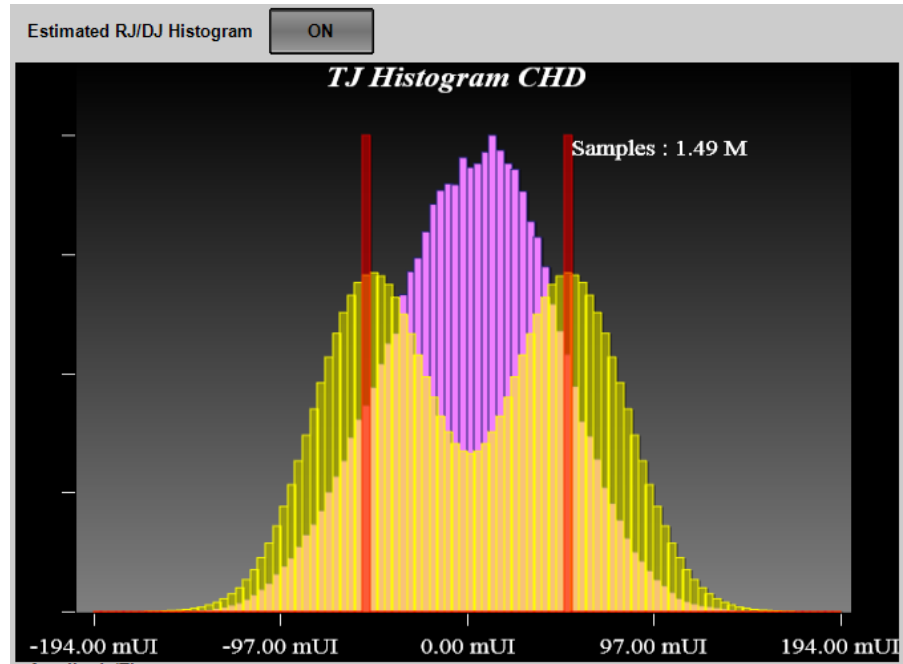 Estimated RJ/DJ Histogram ON
TJ Histogram CHD
Samples : 1.49 M
-194.00 mUI -97.00 mUI 0.00 mUI 97.00 mUI 194.00 mUI